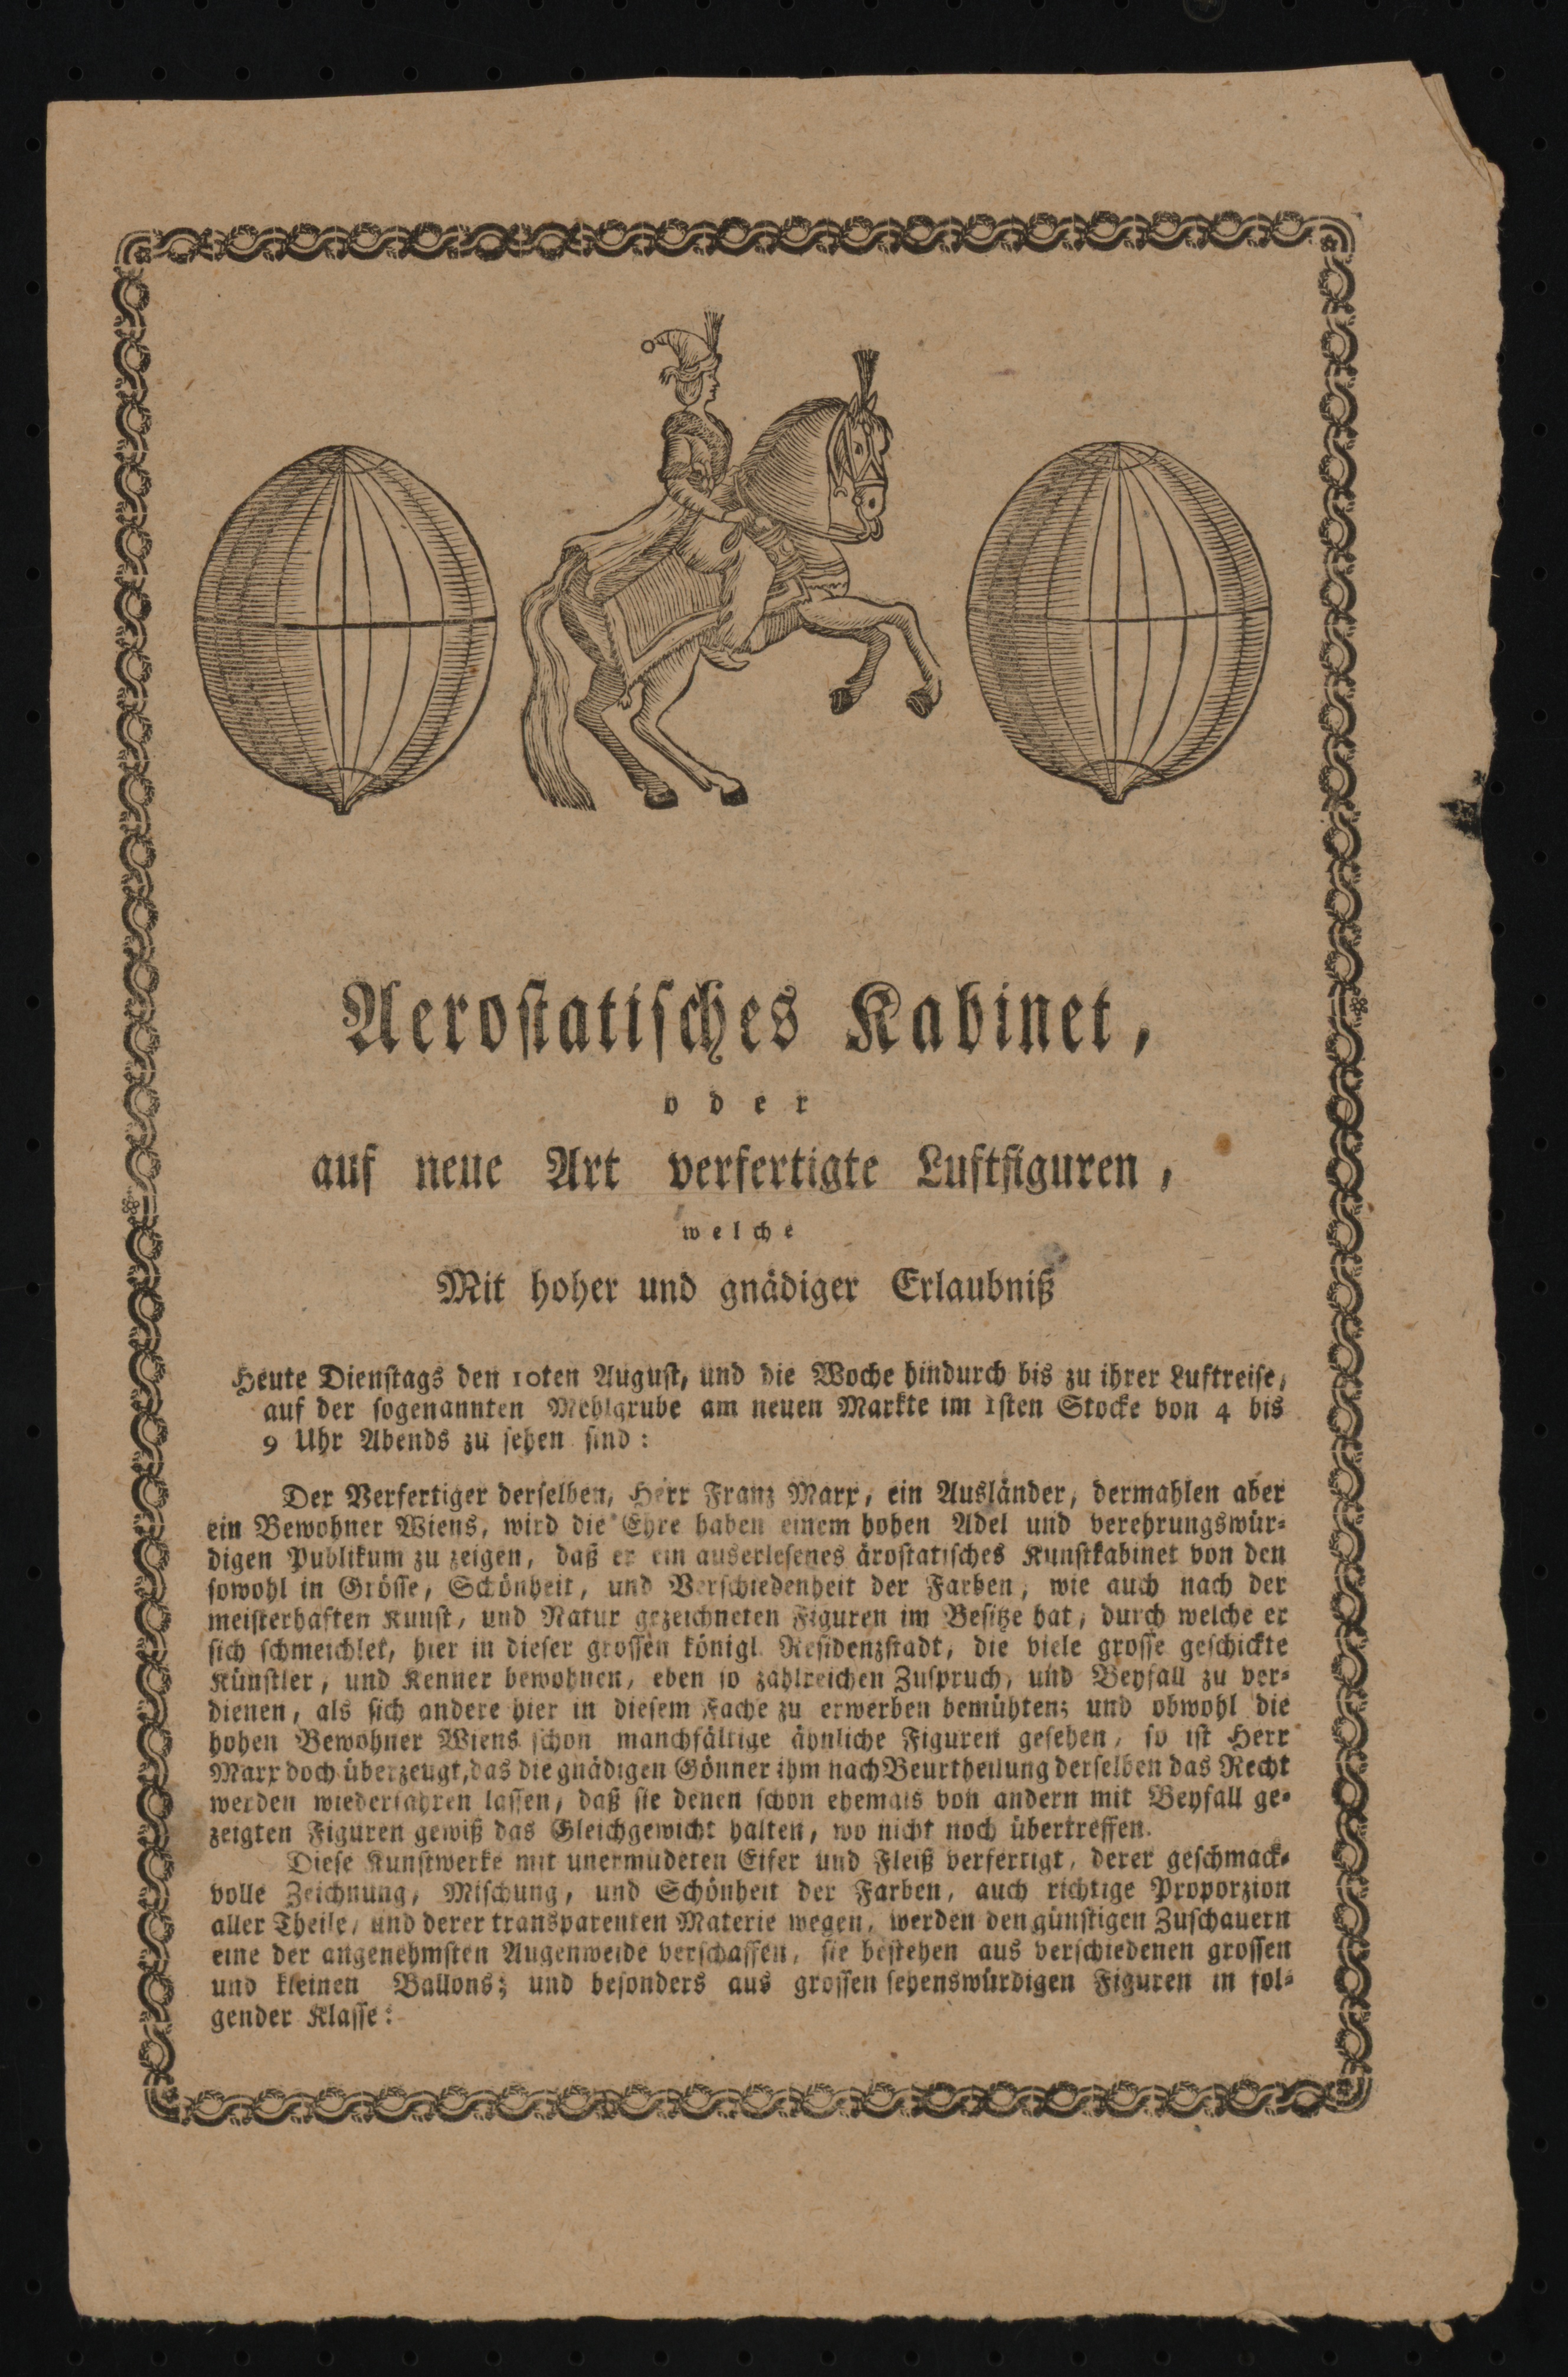 Aerostatisches Kabinet,
oder
auf neue Art verfertigte Luftfiguren,
welche
Mit hoher und gnädiger Erlaubniß
Heute Dienstags den 10ten August, und die Woche hindurch bis zu ihrer Luftreise,
auf der sogenannten Mehlgrube am neuen Markte im 1sten Stocke von 4 bis
9 Uhr Abends zu sehen sind:
Der Verfertiger derselben, Herr Franz Marx, ein Ausländer, dermahlen aber
ein Bewohner Wiens, wird die Ehre haben einem hohen Adel und verehrungswür-
digen Publikum zu zeigen, daß er ein auserlesenes ärostatisches Kunstkabinet von den
sowohl in Grösse, Schönheit, und Verschiedenheit der Farben, wie auch nach der
meisterhaften Kunst, und Natur gezeichneten Figuren im Besitze hat, durch welche er
sich schmeichlet, hier in dieser grossen königl. Residenzstadt, die viele grosse geschickte
Künstler, und Kenner bewohnen, eben so zahlreichen Zuspruch, und Beyfall zu ver-
dienen, als sich andere hier in diesem Fache zu erwerben bemühten; und obwohl die
hohen Bewohner Wiens schon manchfältige ähnliche Figuren gesehen, so ist Herr
Marx doch überzeugt, das die gnädigen Gönner ihm nach Beurtheilung derselben das Recht
werden wiederfahren lassen, daß sie denen schon ehemals von andern mit Beyfall ge-
zeigten Figuren gewiß das Gleichgewicht halten, wo nicht noch übertreffen.
Diese Kunstwerke mit unermüdeten Eifer und Fleiß verfertigt, derer geschmack-
volle Zeichnung, Mischung, und Schönheit der Farben, auch richtige Proporzion
aller Theile, und derer transparenten Materie wegen, werden den günstigen Zuschauern
eine der angenehmsten Augenweide verschaffen, sie bestehen aus verschiedenen grossen
und kleinen Ballons; und besonders aus grossen sehenswürdigen Figuren in fol-
gender Klasse: